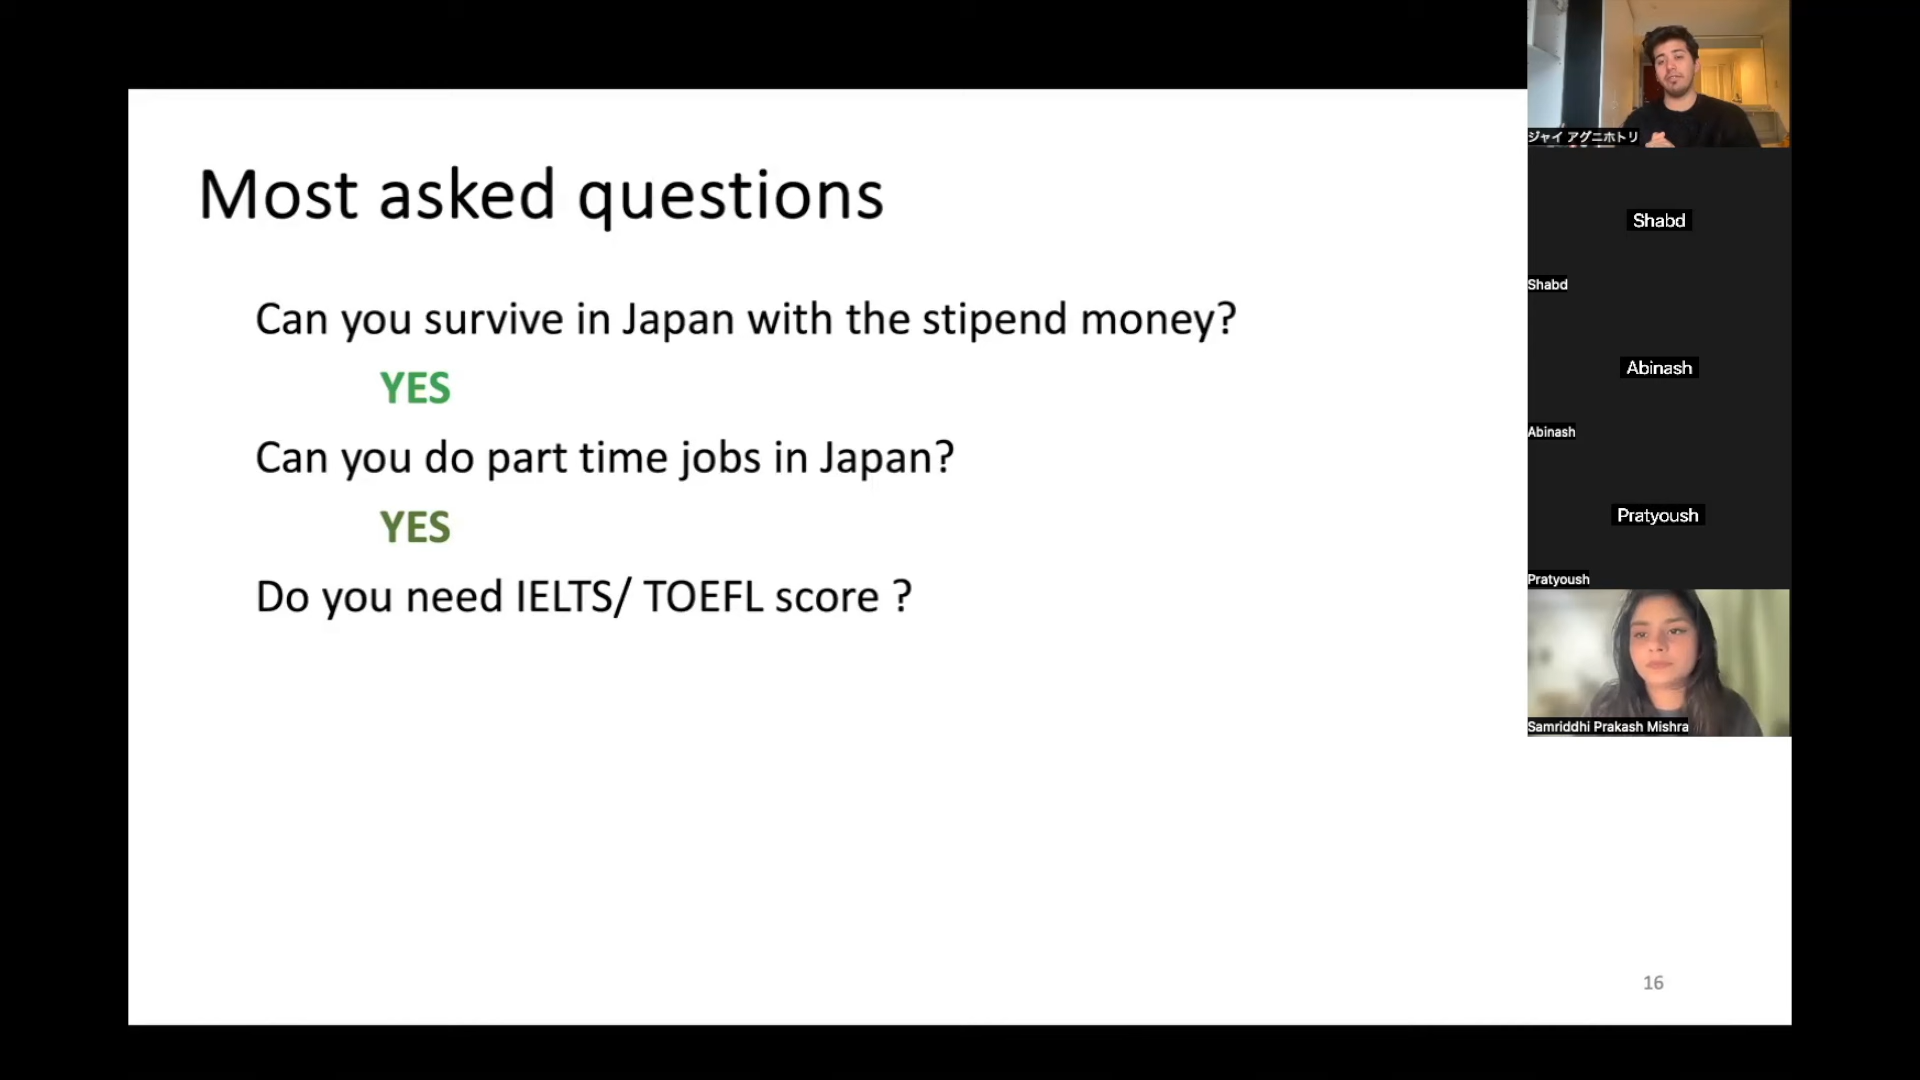 Most asked questions
Can you survive in Japan with the stipend money?
YES
Can you do part time jobs in Japan?
YES
Do you need IELTS/ TOEFL score ?
16
ジャイ アグニホトリ
Shabd
Shabd
Abinash
Abinash
Pratyoush
Pratyoush
Samriddhi Prakash Mishra